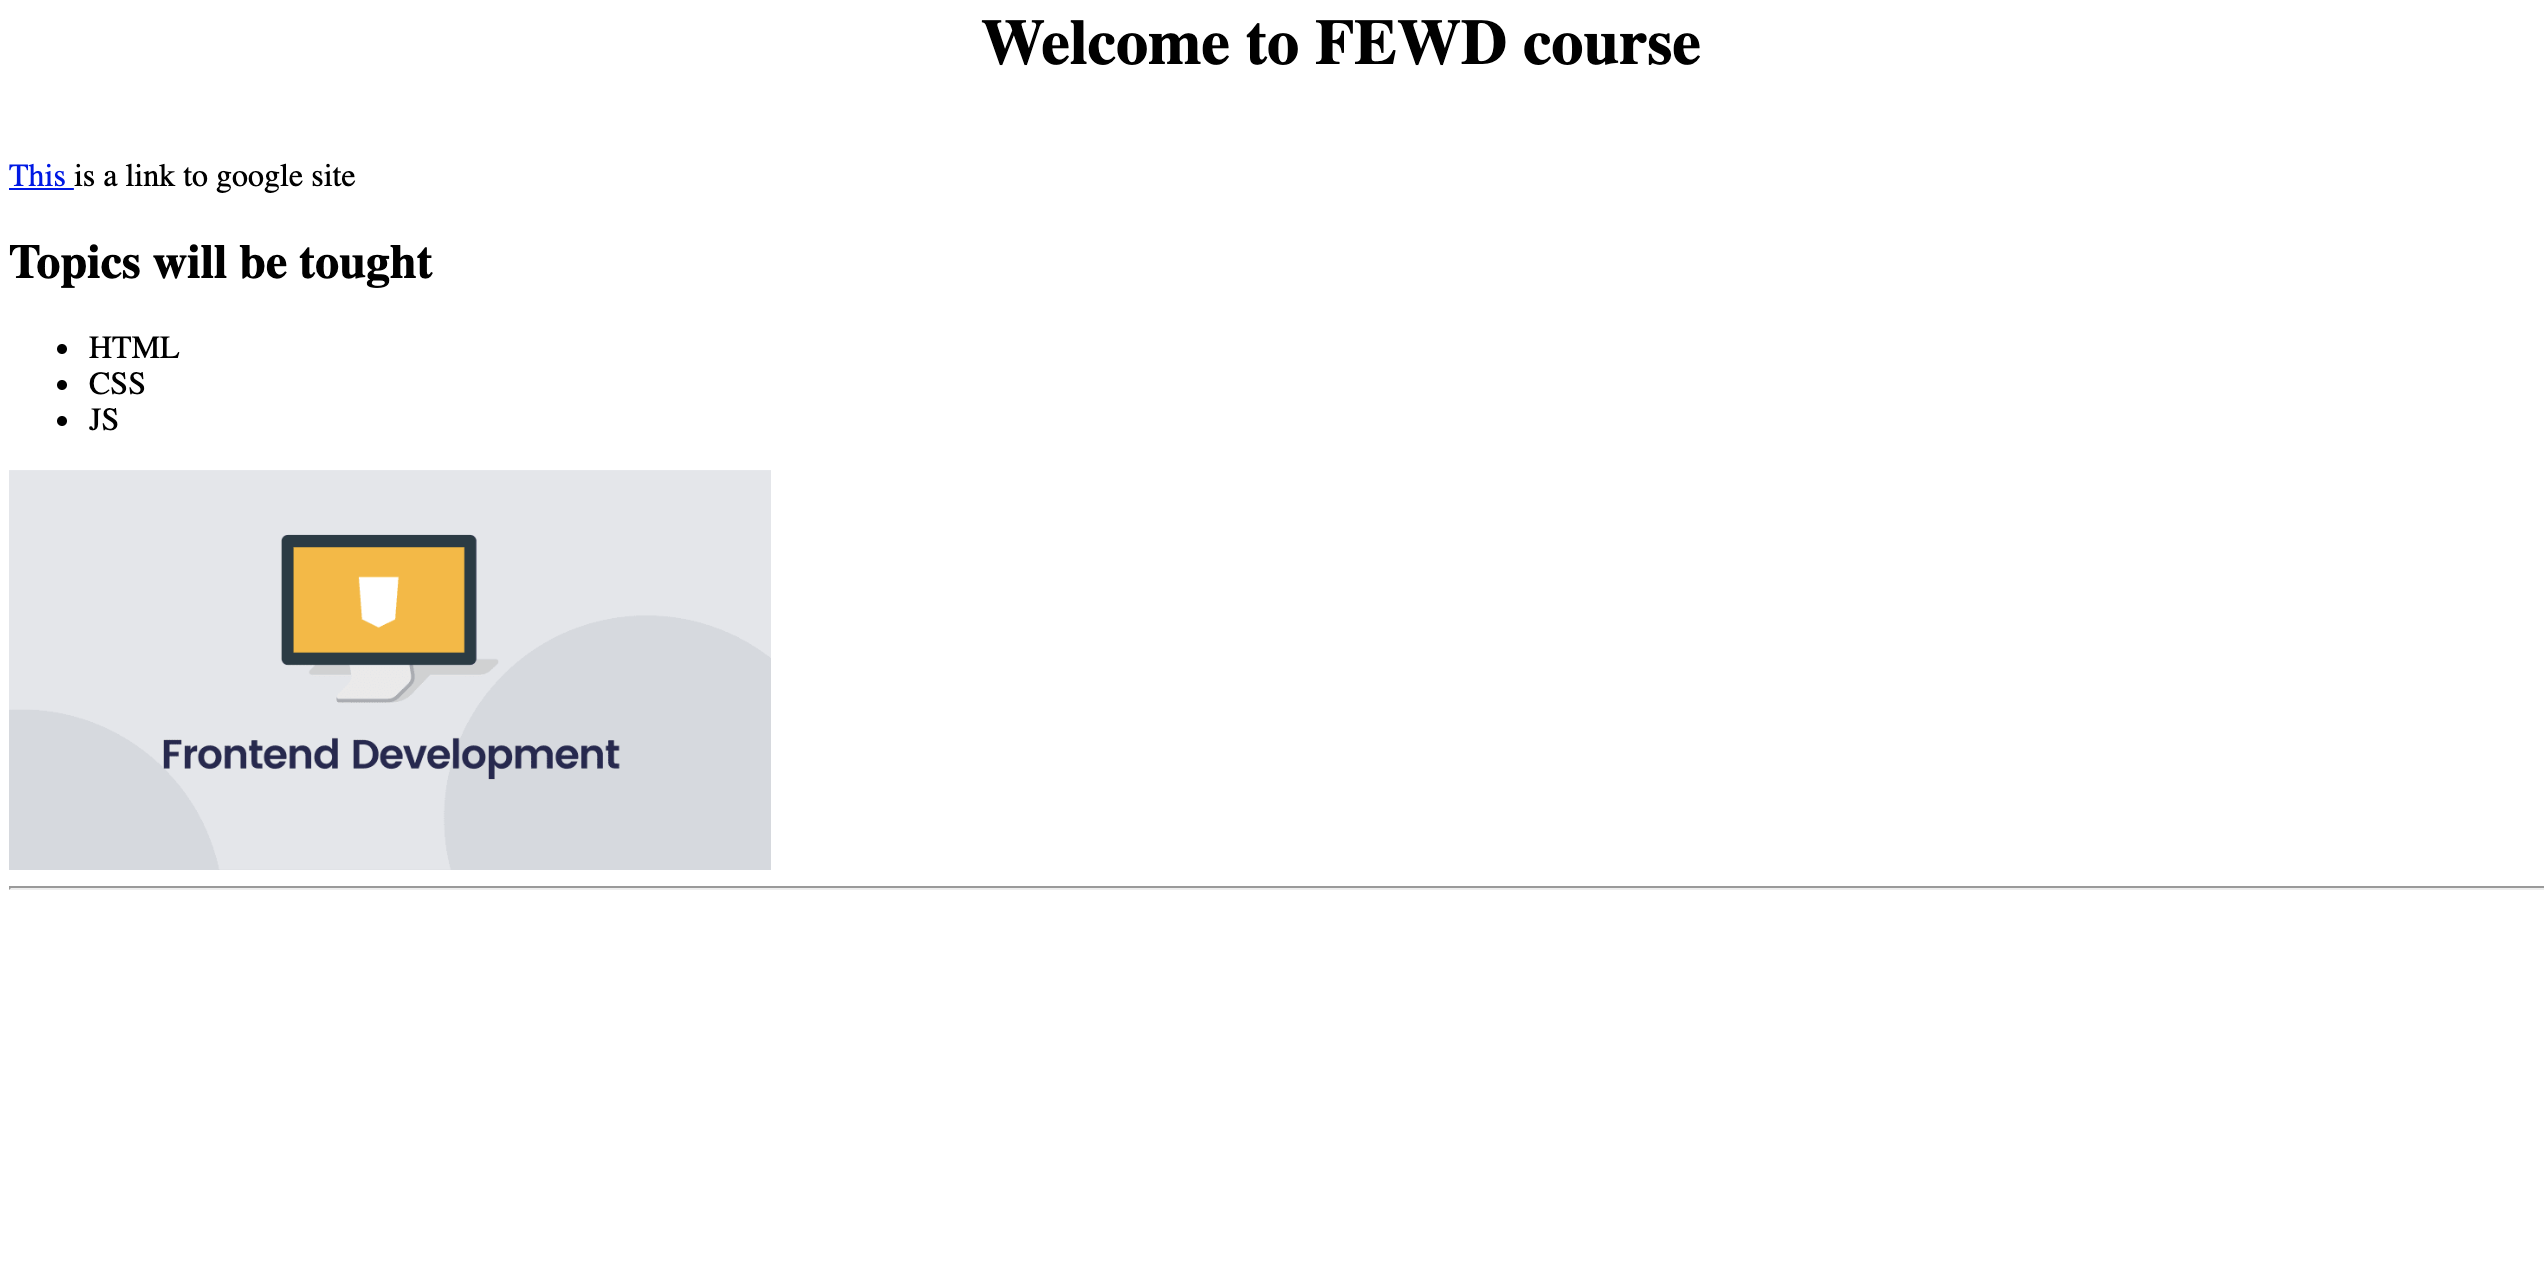 Welcome to FEWD course
This is a link to google site
Topics will be tought
HTML
CSS
JS
Frontend Development